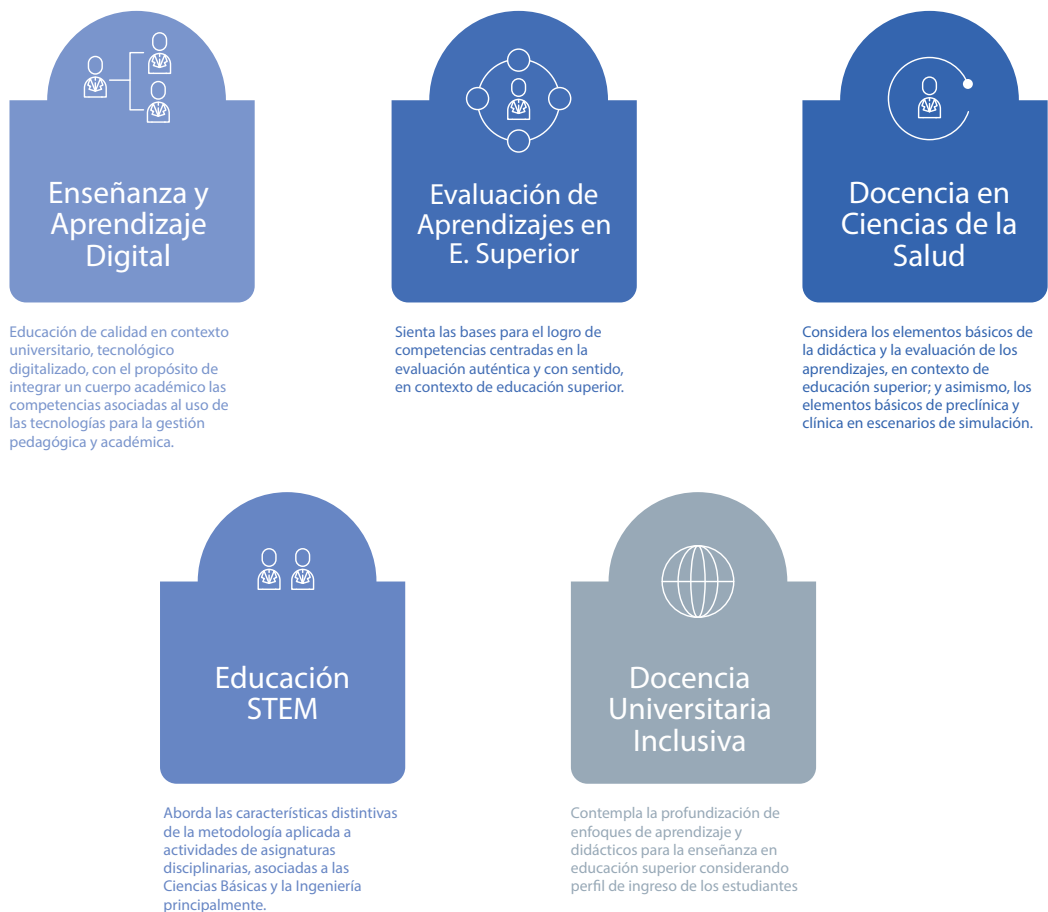 Enseñanza y
Aprendizaje
Digital
Educación de calidad en contexto
universitario, tecnológico
digitalizado, con el propósito de
integrar un cuerpo académico las
competencias asociadas al uso de
las tecnologías para la gestión
pedagógica y académica.
Evaluación de
Aprendizajes en
E. Superior
Sienta las bases para el logro de
competencias centradas en la
evaluación auténtica y con sentido,
en contexto de educación superior.
Docencia en
Ciencias de la
Salud
Considera los elementos básicos de
la didáctica y la evaluación de los
aprendizajes, en contexto de
educación superior; y asimismo, los
elementos básicos de preclínica y
clínica en escenarios de simulación.
Educación
STEM
Aborda las características distintivas
de la metodología aplicada a
actividades de asignaturas
disciplinarias, asociadas a las
Ciencias Básicas y la Ingeniería
principalmente.
Docencia
Universitaria
Inclusiva
Contempla la profundización de
enfoques de aprendizaje y
didácticos para la enseñanza en
educación superior considerando
perfil de ingreso de los estudiantes